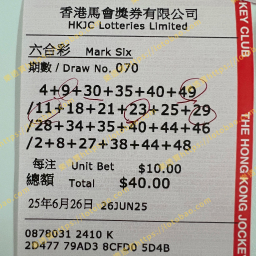 香港馬會獎券有限公司
HKJC Lotteries Limited
六合彩 Mark Six
期數 / Draw No. 070
4+9+30+35+40+49
/11+18+21+23+25+29
/28+34+35+40+44+46
/2+8+27+38+44+48
每注 Unit Bet $10.00
總額 Total $40.00
25年6月26日 26JUN25
0878031 2410 K
2D477 79AD3 8CFD0 5D4B
KEY CLUB
THE HONG KONG JOCKE